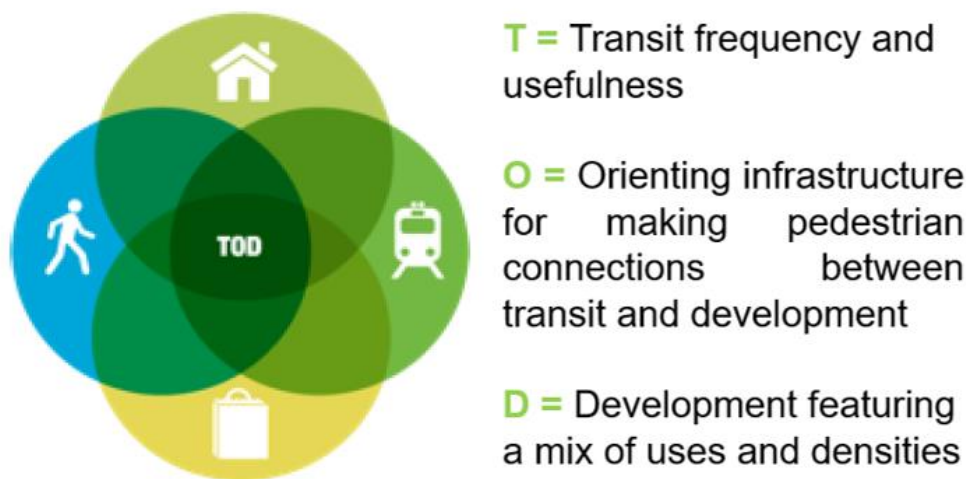 TOD
T = Transit frequency and
usefulness
O = Orienting infrastructure
for making pedestrian
connections between
transit and development
D = Development featuring
a mix of uses and densities